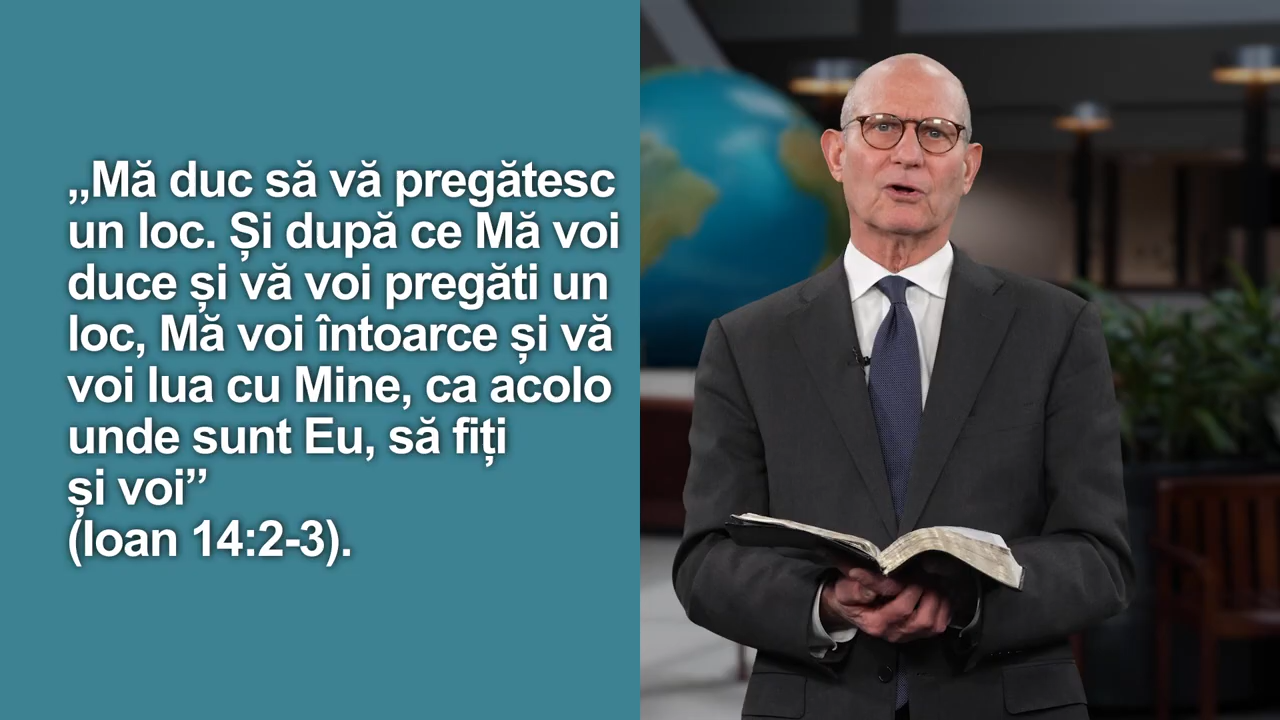 „Mă duc să vă pregătesc
un loc. Și după ce Mă voi
duce și vă voi pregăti un
loc, Mă voi întoarce și vă
voi lua cu Mine, ca acolo
unde sunt Eu, să fiți
și voi”
(Ioan 14:2-3).